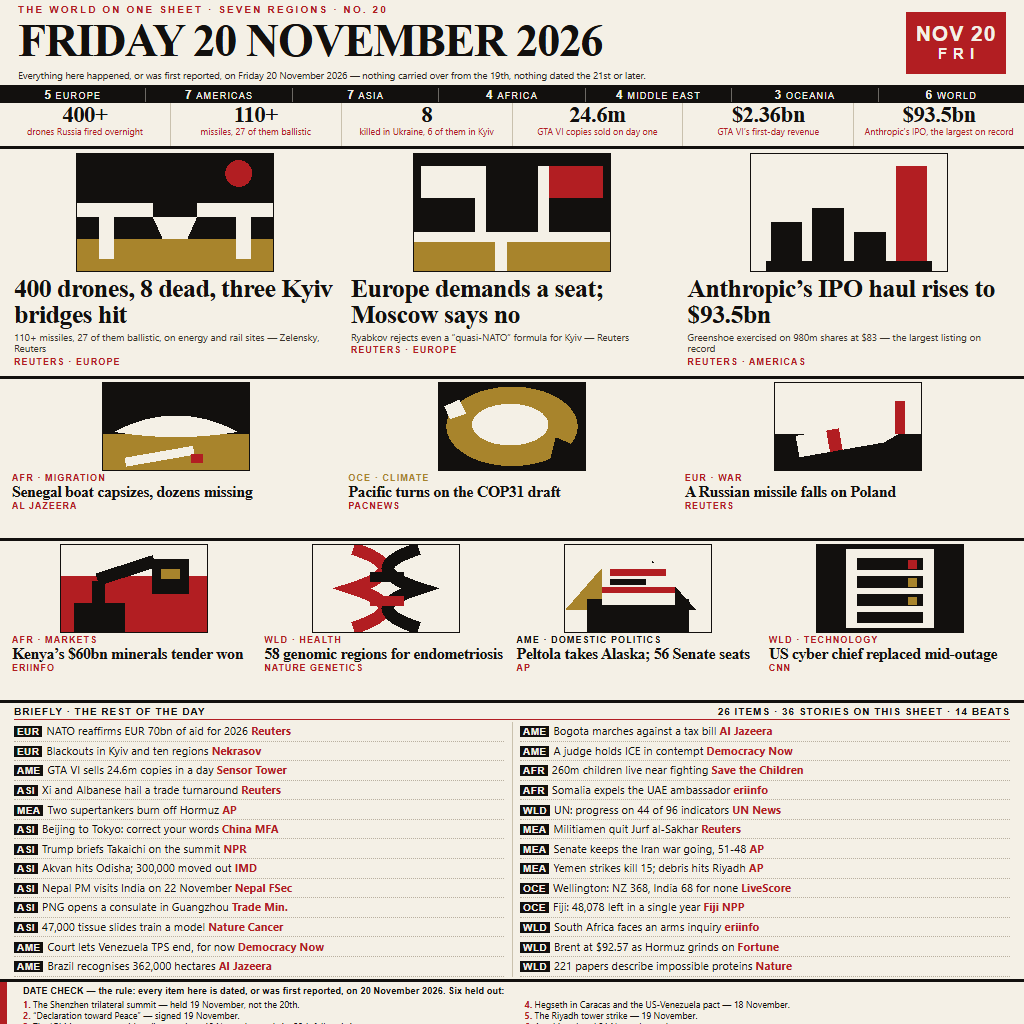 THE WORLD ON ONE SHEET · SEVEN REGIONS · NO. 20
FRIDAY 20 NOVEMBER 2026
NOV 20
FRI
Everything here happened, or was first reported, on Friday 20 November 2026 — nothing carried over from the 19th, nothing dated the 21st or later.
5 EUROPE
7 AMERICAS
7 ASIA
4 AFRICA
4 MIDDLE EAST
3 OCEANIA
6 WORLD
400+
drones Russia fired overnight
110+
missiles, 27 of them ballistic
8
killed in Ukraine, 6 of them in Kyiv
24.6m
GTA VI copies sold on day one
$2.36bn
GTA VI's first-day revenue
$93.5bn
Anthropic's IPO, the largest on record
400 drones, 8 dead, three Kyiv
bridges hit
110+ missiles, 27 of them ballistic, on energy and rail sites — Zelensky,
Reuters
REUTERS · EUROPE
Europe demands a seat;
Moscow says no
Ryabkov rejects even a "quasi-NATO" formula for Kyiv — Reuters
REUTERS · EUROPE
Anthropic's IPO haul rises to
$93.5bn
Greenshoe exercised on 980m shares at $83 — the largest listing on
record
REUTERS · AMERICAS
AFR · MIGRATION
Senegal boat capsizes, dozens missing
AL JAZEERA
OCE · CLIMATE
Pacific turns on the COP31 draft
PACNEWS
EUR · WAR
A Russian missile falls on Poland
REUTERS
AFR · MARKETS
Kenya's $60bn minerals tender won
ERIINFO
WLD · HEALTH
58 genomic regions for endometriosis
NATURE GENETICS
AME · DOMESTIC POLITICS
Peltola takes Alaska; 56 Senate seats
AP
WLD · TECHNOLOGY
US cyber chief replaced mid-outage
CNN
BRIEFLY · THE REST OF THE DAY
26 ITEMS · 36 STORIES ON THIS SHEET · 14 BEATS
EUR NATO reaffirms EUR 70bn of aid for 2026 Reuters
EUR Blackouts in Kyiv and ten regions Nekrasov
AME GTA VI sells 24.6m copies in a day Sensor Tower
ASI Xi and Albanese hail a trade turnaround Reuters
MEA Two supertankers burn off Hormuz AP
ASI Beijing to Tokyo: correct your words China MFA
ASI Trump briefs Takaichi on the summit NPR
ASI Akvan hits Odisha; 300,000 moved out IMD
ASI Nepal PM visits India on 22 November Nepal FSec
ASI PNG opens a consulate in Guangzhou Trade Min.
ASI 47,000 tissue slides train a model Nature Cancer
AME Court lets Venezuela TPS end, for now Democracy Now
AME Brazil recognises 362,000 hectares Al Jazeera
AME Bogota marches against a tax bill Al Jazeera
AME A judge holds ICE in contempt Democracy Now
AFR 260m children live near fighting Save the Children
AFR Somalia expels the UAE ambassador eriinfo
WLD UN: progress on 44 of 96 indicators UN News
MEA Militiamen quit Jurf al-Sakhar Reuters
MEA Senate keeps the Iran war going, 51-48 AP
MEA Yemen strikes kill 15; debris hits Riyadh AP
OCE Wellington: NZ 368, India 68 for none LiveScore
OCE Fiji: 48,078 left in a single year Fiji NPP
WLD South Africa faces an arms inquiry eriinfo
WLD Brent at $92.57 as Hormuz grinds on Fortune
WLD 221 papers describe impossible proteins Nature
DATE CHECK — the rule: every item here is dated, or was first reported, on 20 November 2026. Six held out:
1. The Shenzhen trilateral summit — held 19 November, not the 20th.
2. "Declaration toward Peace" — signed 19 November.
4. Hegseth in Caracas and the US-Venezuela pact — 18 November.
5. The Riyadh tower strike — 19 November.